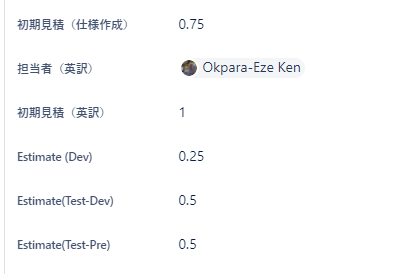 初期見積（仕様作成） 0.75
担当者（英訳） Okpara-Eze Ken
初期見積（英訳） 1
Estimate (Dev) 0.25
Estimate(Test-Dev) 0.5
Estimate(Test-Pre) 0.5